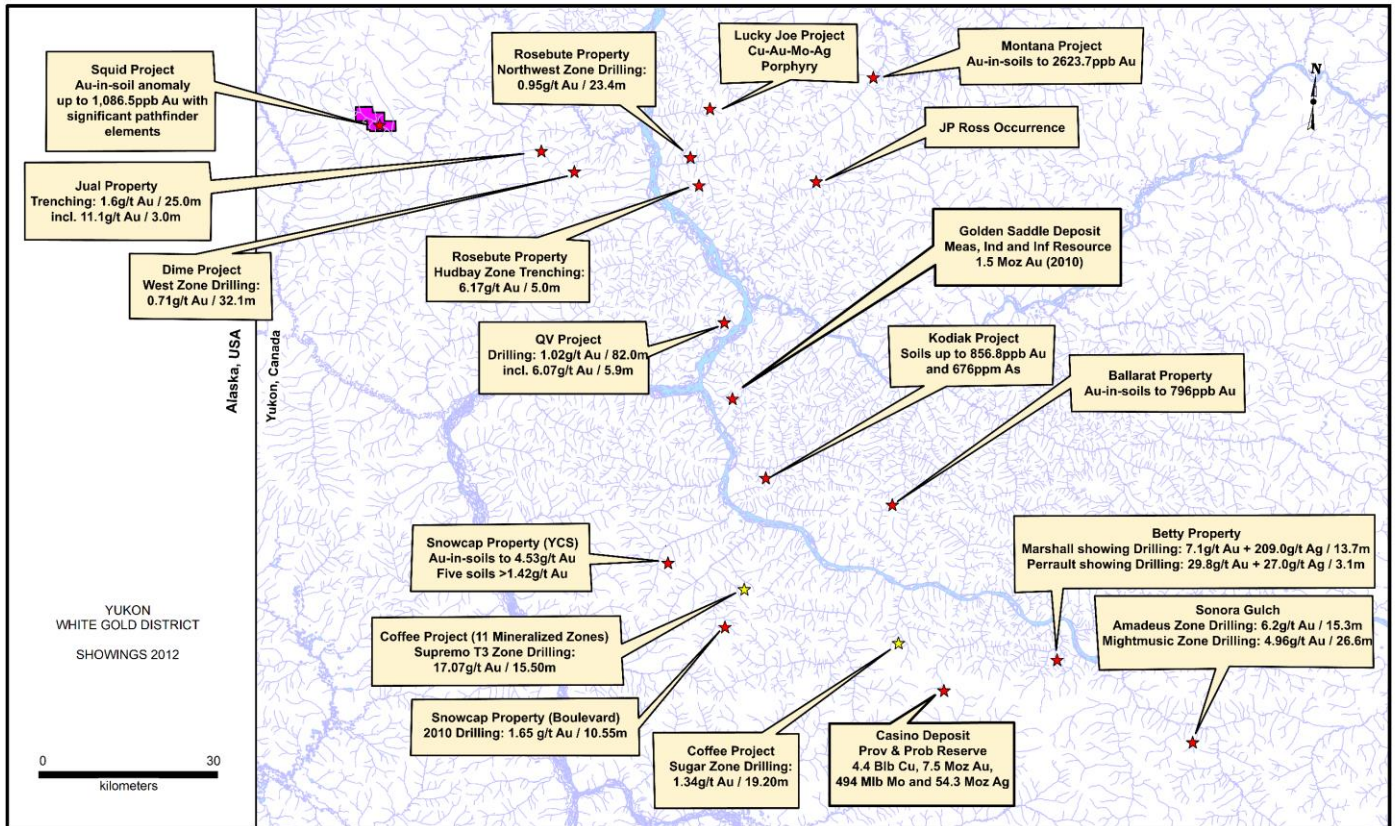 Squid Project
Au-in-soil anomaly
up to 1,086.5ppb Au with
significant pathfinder
elements
Rosebute Property
Northwest Zone Drilling:
0.95g/t Au / 23.4m
Lucky Joe Project
Cu-Au-Mo-Ag
Porphyry
Montana Project
Au-in-soils to 2623.7ppb Au
N
JP Ross Occurrence
Jual Property
Trenching: 1.6g/t Au / 25.0m
incl. 11.1g/t Au / 3.0m
Dime Project
West Zone Drilling:
0.71g/t Au / 32.1m
Rosebute Property
Hudbay Zone Trenching:
6.17g/t Au / 5.0m
Golden Saddle Deposit
Meas, Ind and Inf Resource
1.5 Moz Au (2010)
Alaska, USA
Yukon, Canada
QV Project
Drilling: 1.02g/t Au / 82.0m
incl. 6.07g/t Au / 5.9m
Kodiak Project
Soils up to 856.8ppb Au
and 676ppm As
Ballarat Property
Au-in-soils to 796ppb Au
Snowcap Property (YCS)
Au-in-soils to 4.53g/t Au
Five soils >1.42g/t Au
Betty Property
Marshall showing Drilling: 7.1g/t Au + 209.0g/t Ag / 13.7m
Perrault showing Drilling: 29.8g/t Au + 27.0g/t Ag / 3.1m
Sonora Gulch
Amadeus Zone Drilling: 6.2g/t Au / 15.3m
Mightmusic Zone Drilling: 4.96g/t Au / 26.6m
Coffee Project (11 Mineralized Zones)
Supremo T3 Zone Drilling:
17.07g/t Au / 15.50m
Snowcap Property (Boulevard)
2010 Drilling: 1.65 g/t Au / 10.55m
Coffee Project
Sugar Zone Drilling:
1.34g/t Au / 19.20m
Casino Deposit
Prov & Prob Reserve
4.4 Blb Cu, 7.5 Moz Au,
494 Mlb Mo and 54.3 Moz Ag
YUKON
WHITE GOLD DISTRICT
SHOWINGS 2012
0 30
kilometers